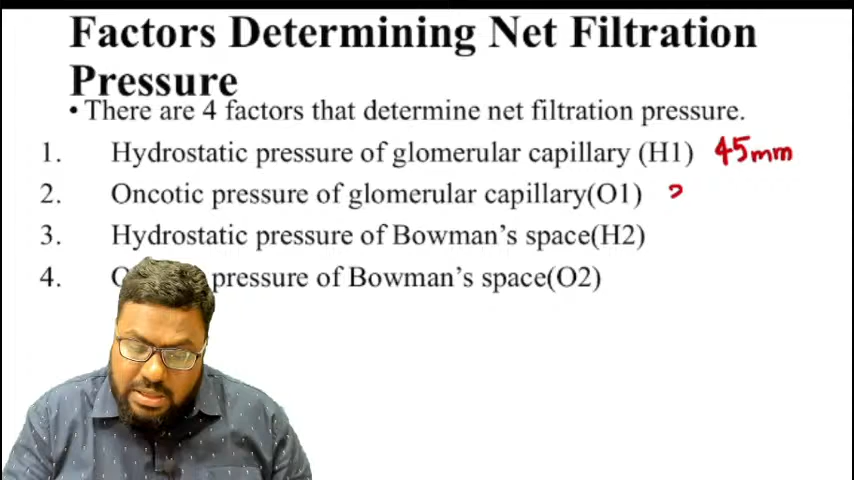 Factors Determining Net Filtration
Pressure
• There are 4 factors that determine net filtration pressure.
1. Hydrostatic pressure of glomerular capillary (H1) 45mm
2. Oncotic pressure of glomerular capillary(O1)
3. Hydrostatic pressure of Bowman's space(H2)
4. pressure of Bowman's space(O2)